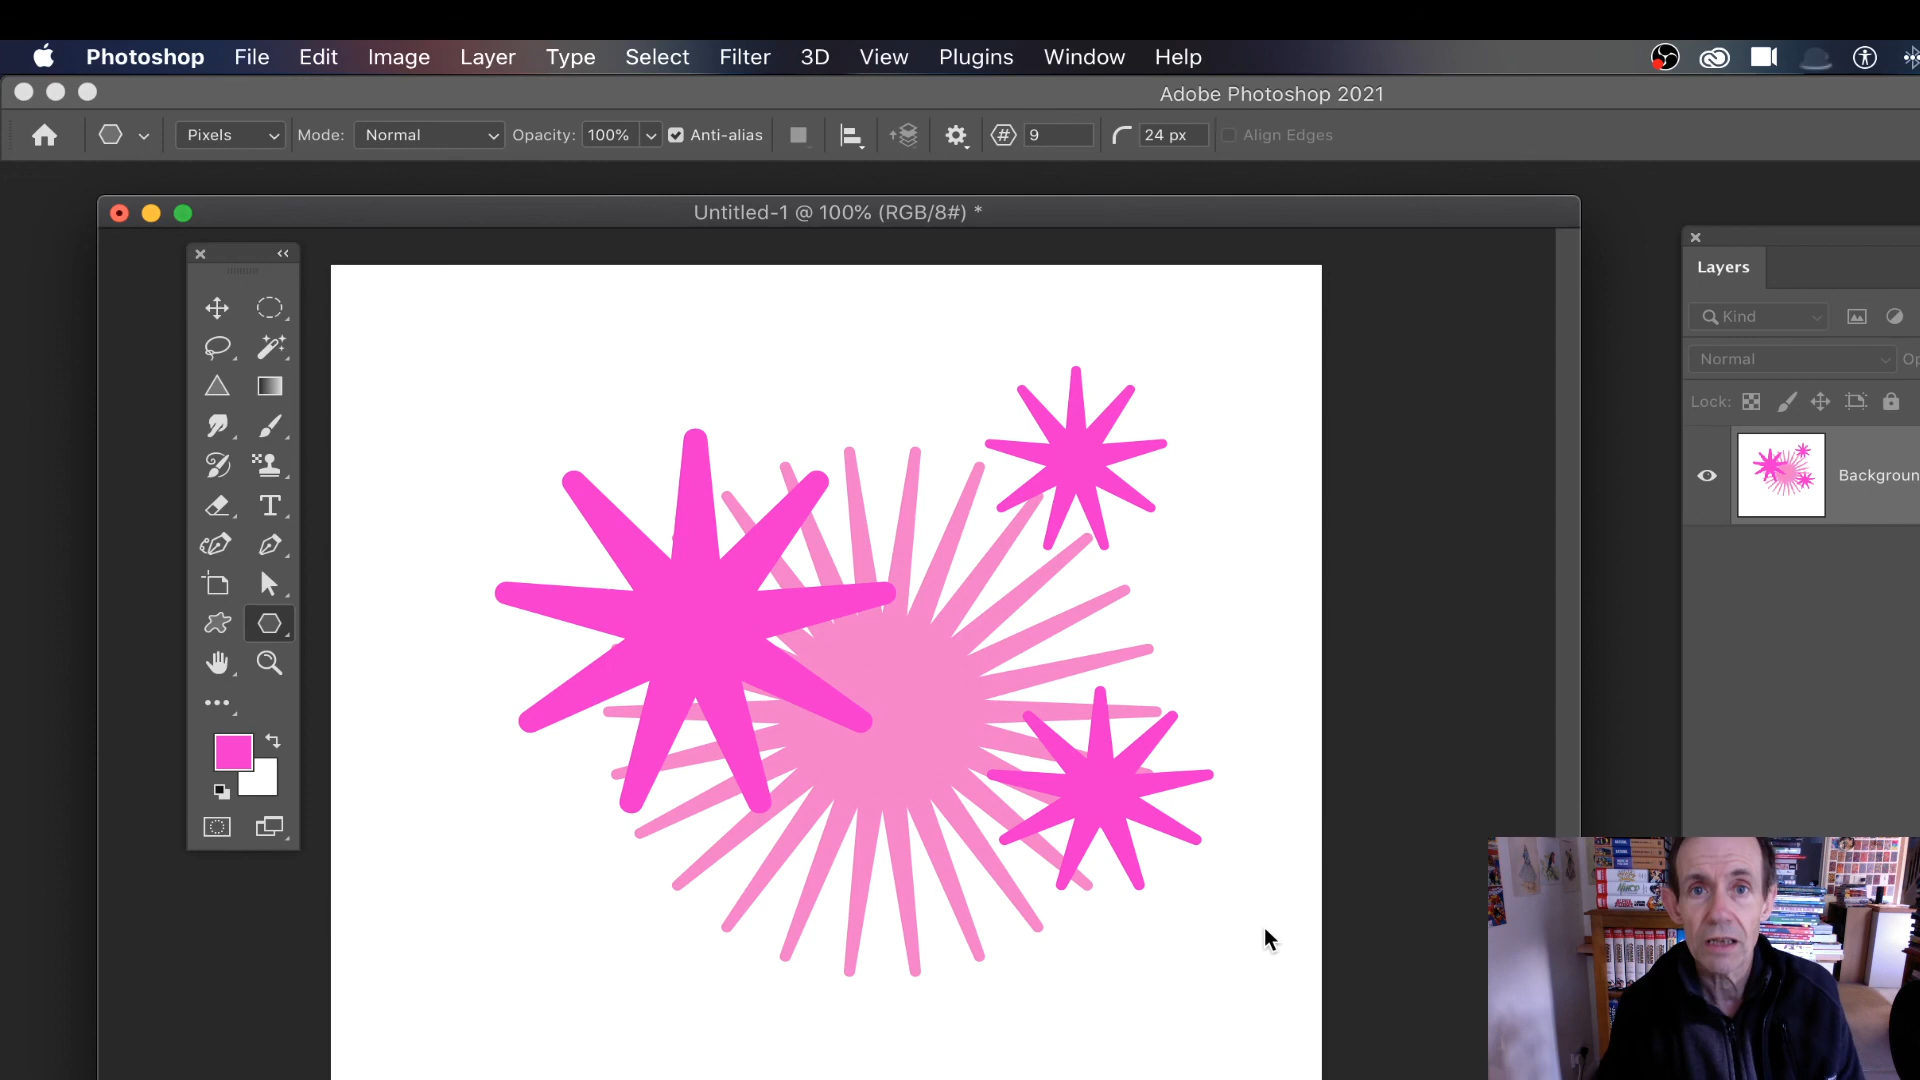 Photoshop File Edit Image Layer Type Select Filter 3D View Plugins Window Help
Adobe Photoshop 2021
Pixels Mode: Normal Opacity: 100% Anti-alias # 9 24 px Align Edges
Untitled-1 @ 100% (RGB/8#) *
Layers
Kind
Normal Op
Lock:
Backgroun
T